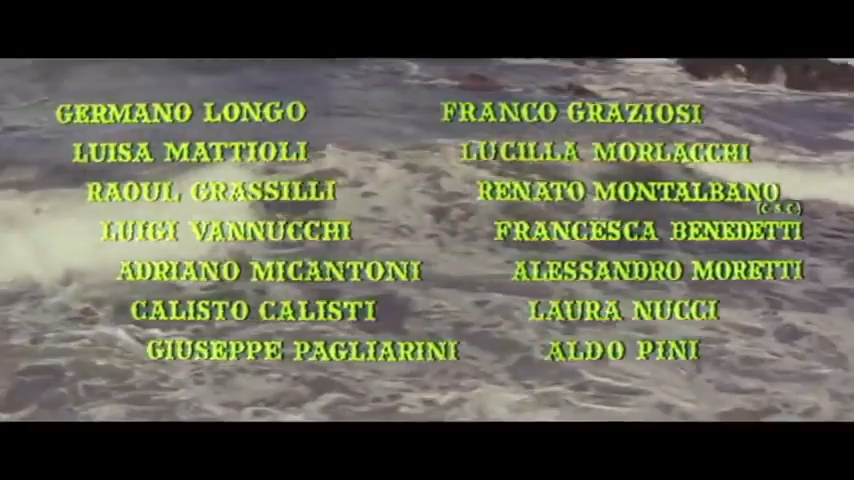 GERMANO LONGO
LUISA MATTIOLI
RAOUL GRASSILLI
LUIGI VANNUCCHI
ADRIANO MICANTONI
CALISTO CALISTI
GIUSEPPE PAGLIARINI
FRANCO GRAZIOSI
LUCILLA MORLACCHI
RENATO MONTALBANO
(C.S.C.)
FRANCESCA BENEDETTI
ALESSANDRO MORETTI
LAURA NUCCI
ALDO PINI